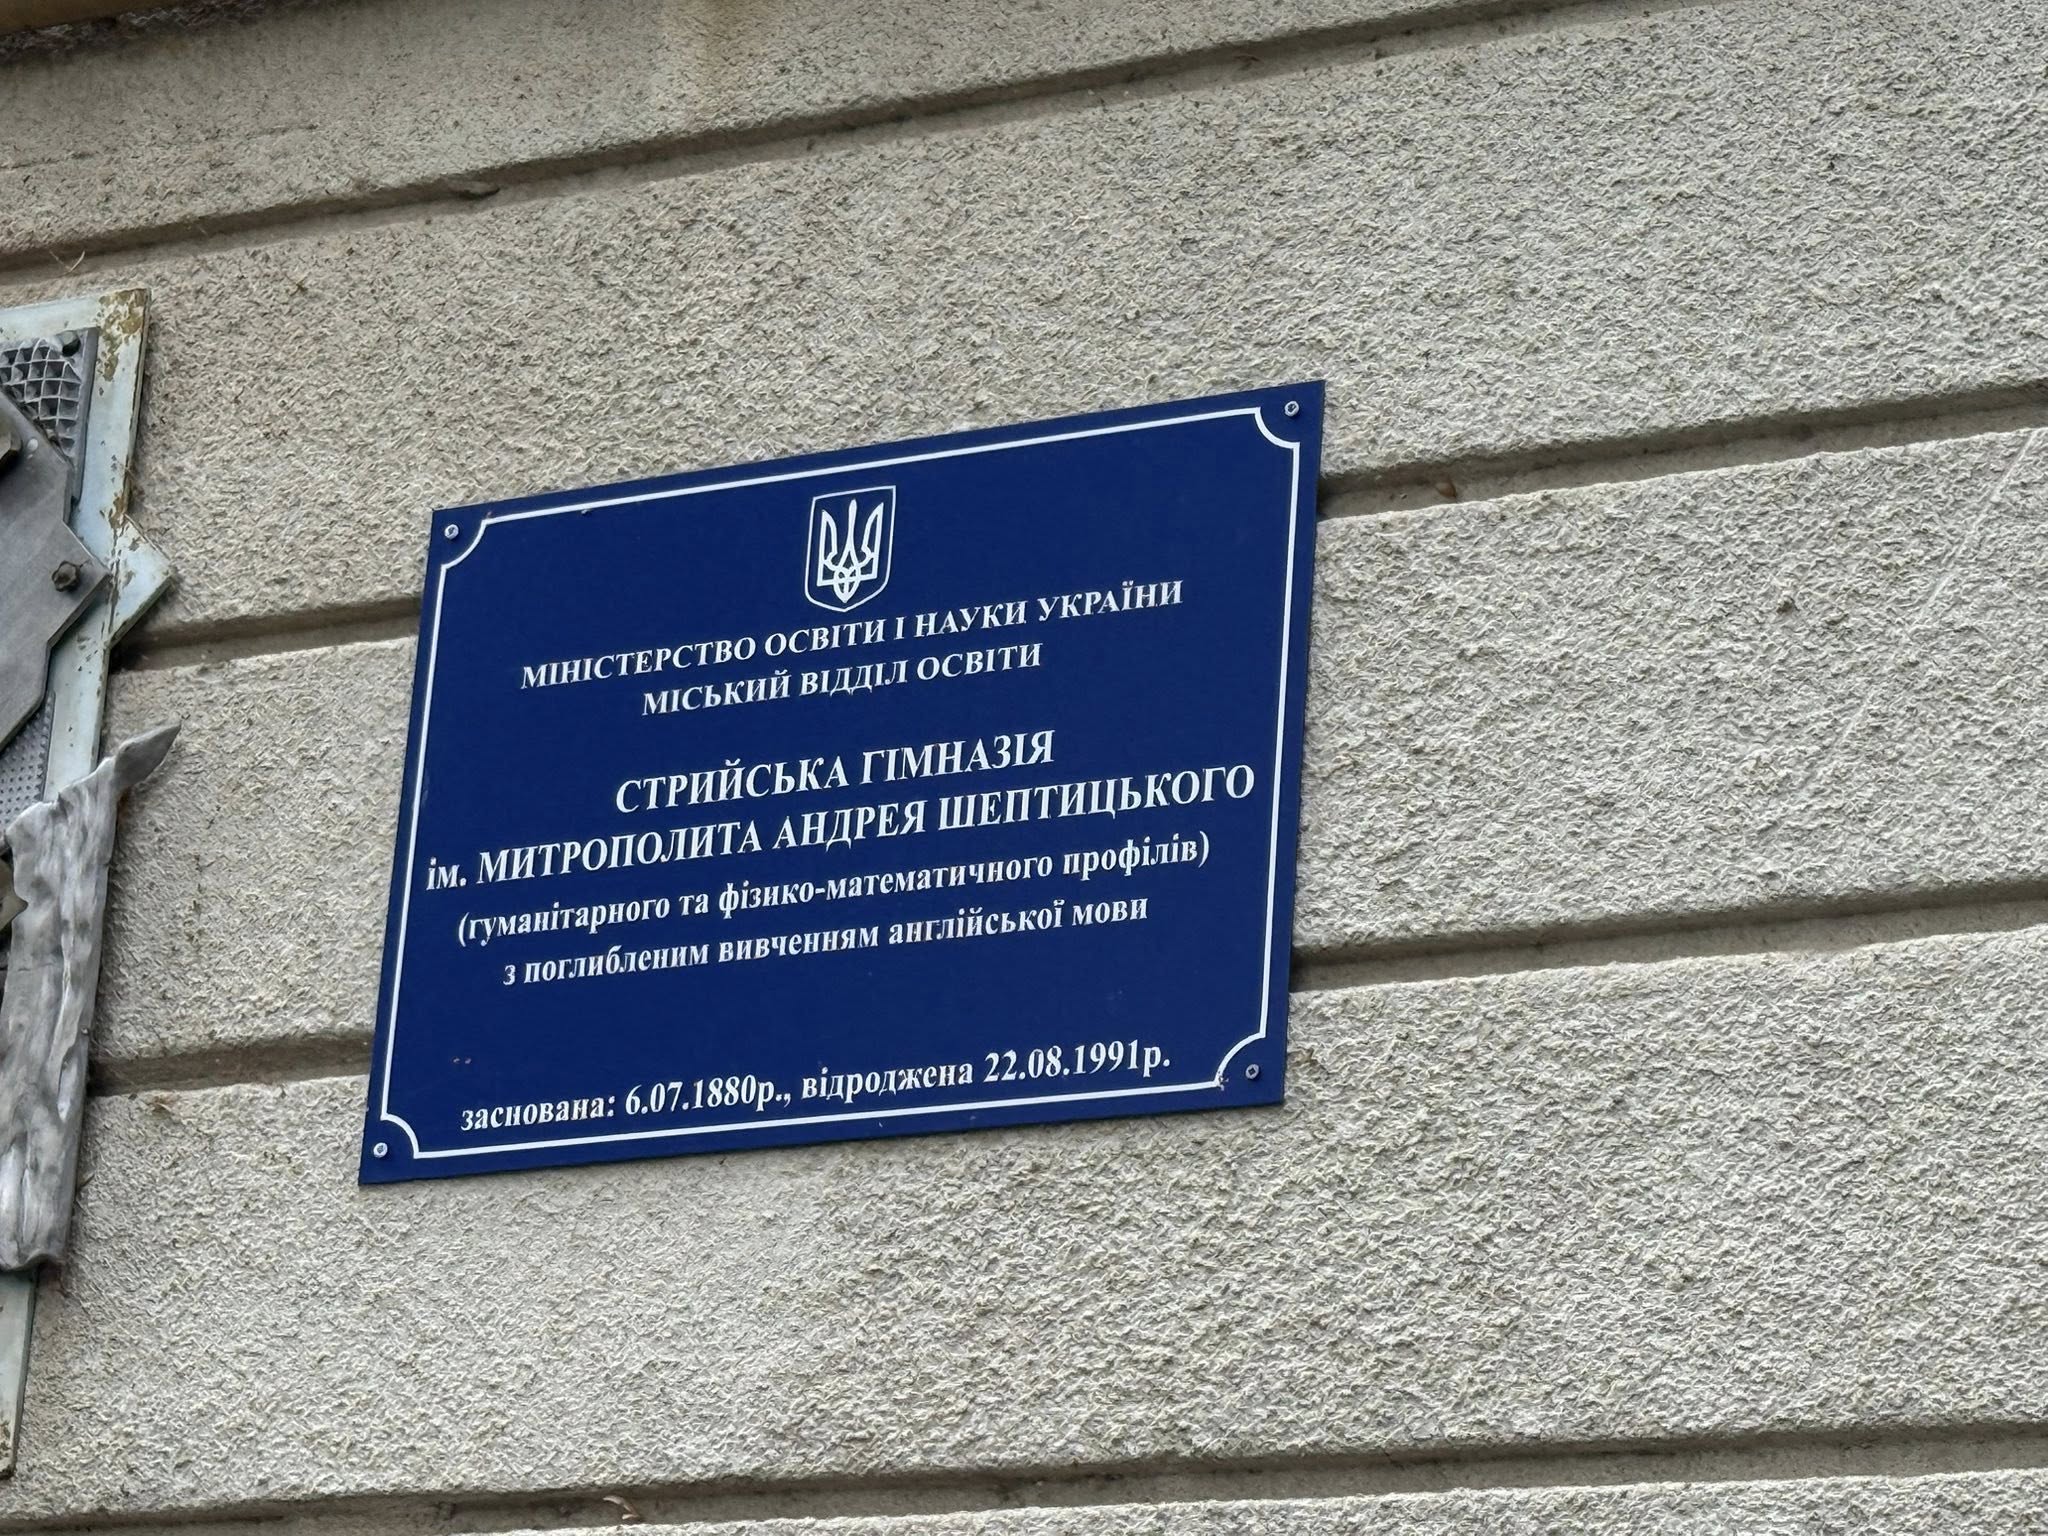 МІНІСТЕРСТВО ОСВІТИ І НАУКИ УКРАЇНИ
МІСЬКИЙ ВІДДІЛ ОСВІТИ
СТРИЙСЬКА ГІМНАЗІЯ
ім. МИТРОПОЛИТА АНДРЕЯ ШЕПТИЦЬКОГО
(гуманітарного та фізико-математичного профілів)
з поглибленим вивченням англійської мови
заснована: 6.07.1880р., відроджена 22.08.1991р.